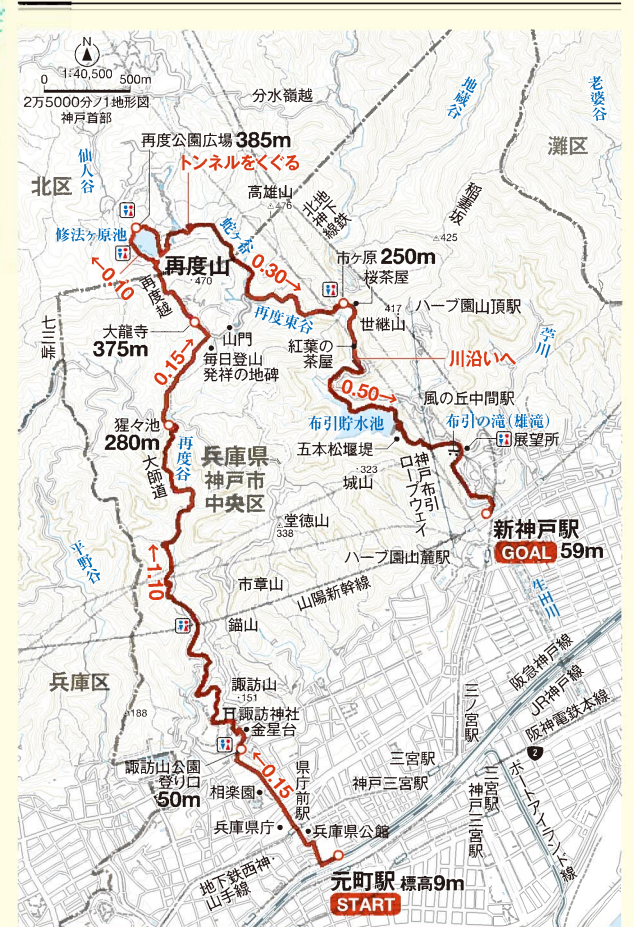 N
1:40,500
0 500m
2万5000分ノ1地形図
神戸首部
分水嶺越
地蔵谷
老婆谷
灘区
再度公園広場 385m
トンネルをくぐる
仙人谷
北区
高雄山
476
北神線
地下鉄
稲妻坂
425
蛇ヶ谷
修法ヶ原池
再度山
470
0.30→
市ヶ原 250m
桜茶屋
←0.10
再度越
417
ハーブ園山頂駅
世継山
再度東谷
七三峠
大龍寺
375m
山門
毎日登山
発祥の地碑
紅葉の
茶屋
川沿いへ
苧川
0.15→
0.50→
風の丘中間駅
布引貯水池
布引の滝(雄滝)
展望所
猩々池
280m
再度谷
大師道
五本松堰堤
兵庫県
神戸市
中央区
323
城山
神戸布引
ロープウェイ
新神戸駅
GOAL 59m
堂徳山
338
平野谷
←1.10
ハーブ園山麓駅
市章山
山陽新幹線
生田川
錨山
兵庫区
阪急神戸線
JR神戸線
阪神電鉄本線
諏訪山
151
三ノ宮駅
188
諏訪神社
金星台
2
諏訪山公園
登り口
50m
←0.15
県庁前駅
三宮駅
神戸三宮駅
三宮駅
神戸三宮駅
ポートアイランド線
相楽園
兵庫県庁
兵庫県公館
地下鉄西神・
山手線
元町駅 標高9m
START